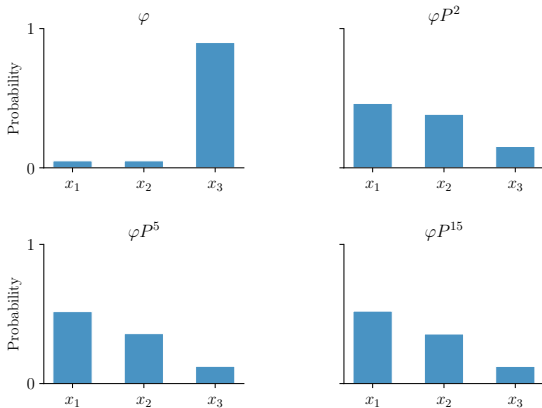 φ
φP²
1
Probability
0
x₁ x₂ x₃
x₁ x₂ x₃
φP⁵
φP¹⁵
1
Probability
0
x₁ x₂ x₃
x₁ x₂ x₃